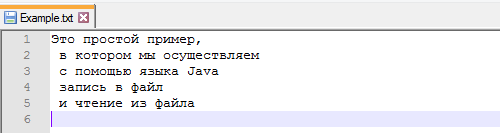 Example.txt
1 Это простой пример,
2 в котором мы осуществляем
3 с помощью языка Java
4 запись в файл
5 и чтение из файла
6